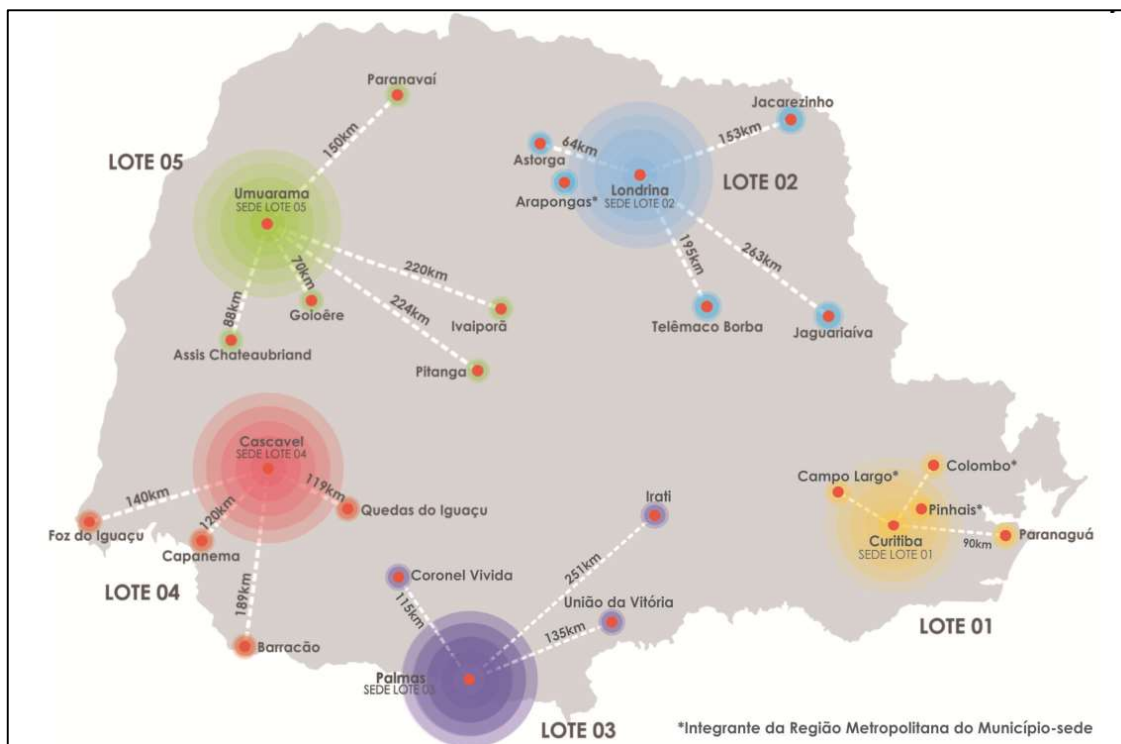 Paranavaí
150km
LOTE 05
Umuarama
SEDE LOTE 05
70km
88km
220km
224km
Goioêre
Ivaiporã
Assis Chateaubriand
Pitanga
Jacarezinho
153km
64km
Astorga
Arapongas*
Londrina
SEDE LOTE 02
LOTE 02
195km
263km
Telêmaco Borba
Jaguariaíva
Cascavel
SEDE LOTE 04
140km
119km
120km
Quedas do Iguaçu
Foz do Iguaçu
Capanema
LOTE 04
189km
Barracão
Irati
Coronel Vivida
251km
115km
União da Vitória
135km
Palmas
SEDE LOTE 03
LOTE 03
Colombo*
Campo Largo*
Pinhais*
Curitiba
SEDE LOTE 01
90km
Paranaguá
LOTE 01
*Integrante da Região Metropolitana do Município-sede